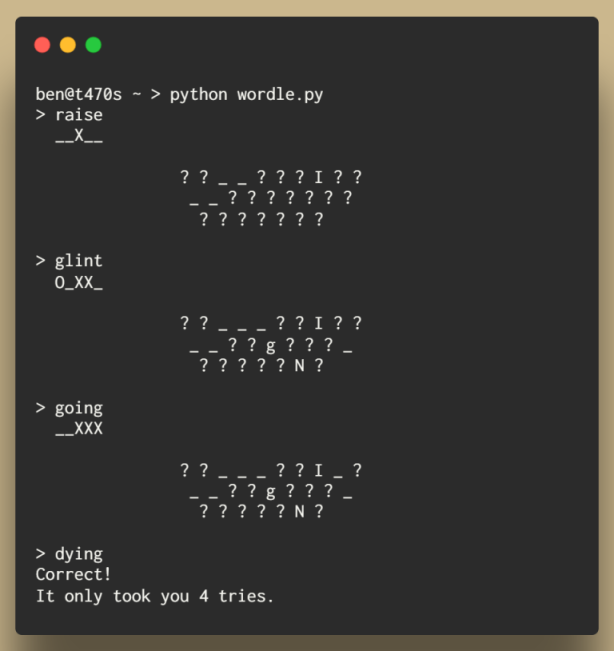 ben@t470s ~ > python wordle.py
> raise
__X__
? ? _ _ ? ? ? I ? ?
_ _ ? ? ? ? ? ? ?
? ? ? ? ? ? ?
> glint
O_XX_
? ? _ _ _ ? ? I ? ?
_ _ ? ? g ? ? ? _
? ? ? ? ? N ?
> going
__XXX
? ? _ _ _ ? ? I _ ?
_ _ ? ? g ? ? ? _
? ? ? ? ? N ?
> dying
Correct!
It only took you 4 tries.